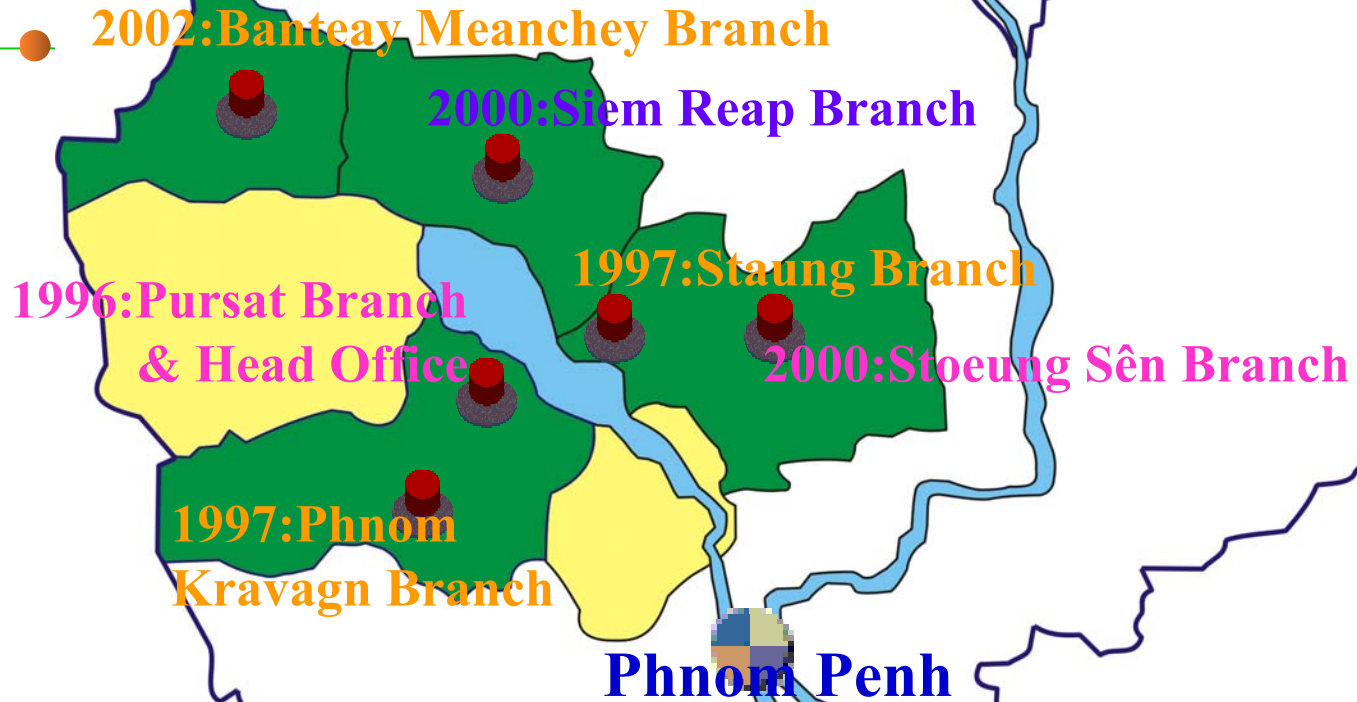 2002:Banteay Meanchey Branch
2000:Siem Reap Branch
1997:Staung Branch
1996:Pursat Branch
& Head Office
2000:Stoeung Sên Branch
1997:Phnom
Kravagn Branch
Phnom Penh